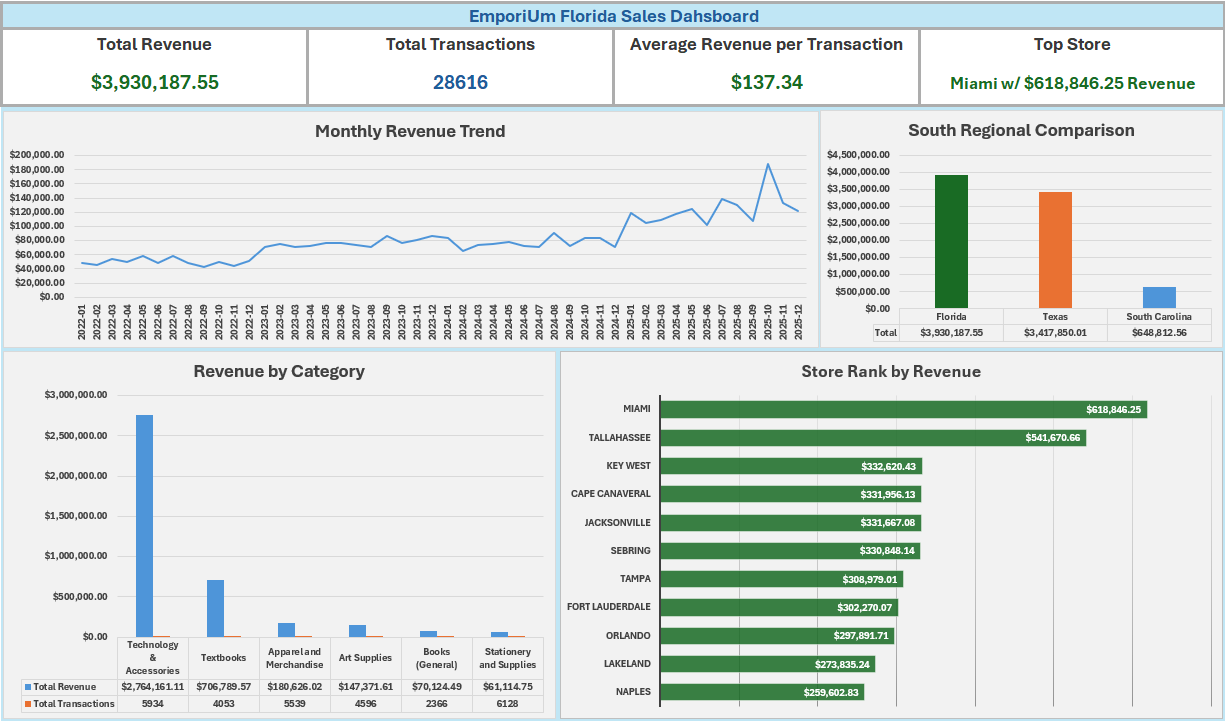 EmporiUm Florida Sales Dahsboard
Total Revenue
$3,930,187.55
Total Transactions
28616
Average Revenue per Transaction
$137.34
Top Store
Miami w/ $618,846.25 Revenue
Monthly Revenue Trend
$200,000.00
$180,000.00
$160,000.00
$140,000.00
$120,000.00
$100,000.00
$80,000.00
$60,000.00
$40,000.00
$20,000.00
$0.00
2022-01
2022-02
2022-03
2022-04
2022-05
2022-06
2022-07
2022-08
2022-09
2022-10
2022-11
2022-12
2023-01
2023-02
2023-03
2023-04
2023-05
2023-06
2023-07
2023-08
2023-09
2023-10
2023-11
2023-12
2024-01
2024-02
2024-03
2024-04
2024-05
2024-06
2024-07
2024-08
2024-09
2024-10
2024-11
2024-12
2025-01
2025-02
2025-03
2025-04
2025-05
2025-06
2025-07
2025-08
2025-09
2025-10
2025-11
2025-12
South Regional Comparison
$4,500,000.00
$4,000,000.00
$3,500,000.00
$3,000,000.00
$2,500,000.00
$2,000,000.00
$1,500,000.00
$1,000,000.00
$500,000.00
$0.00
Florida Texas South Carolina
Total $3,930,187.55 $3,417,850.01 $648,812.56
Revenue by Category
$3,000,000.00
$2,500,000.00
$2,000,000.00
$1,500,000.00
$1,000,000.00
$500,000.00
$0.00
Technology
&
Accessories
Textbooks
Apparel and
Merchandise
Art Supplies
Books
(General)
Stationery
and Supplies
Total Revenue $2,764,161.11 $706,789.57 $180,626.02 $147,371.61 $70,124.49 $61,114.75
Total Transactions 5934 4053 5539 4596 2366 6128
Store Rank by Revenue
MIAMI $618,846.25
TALLAHASSEE $541,670.66
KEY WEST $332,620.43
CAPE CANAVERAL $331,956.13
JACKSONVILLE $331,667.08
SEBRING $330,848.14
TAMPA $308,979.01
FORT LAUDERDALE $302,270.07
ORLANDO $297,891.71
LAKELAND $273,835.24
NAPLES $259,602.83